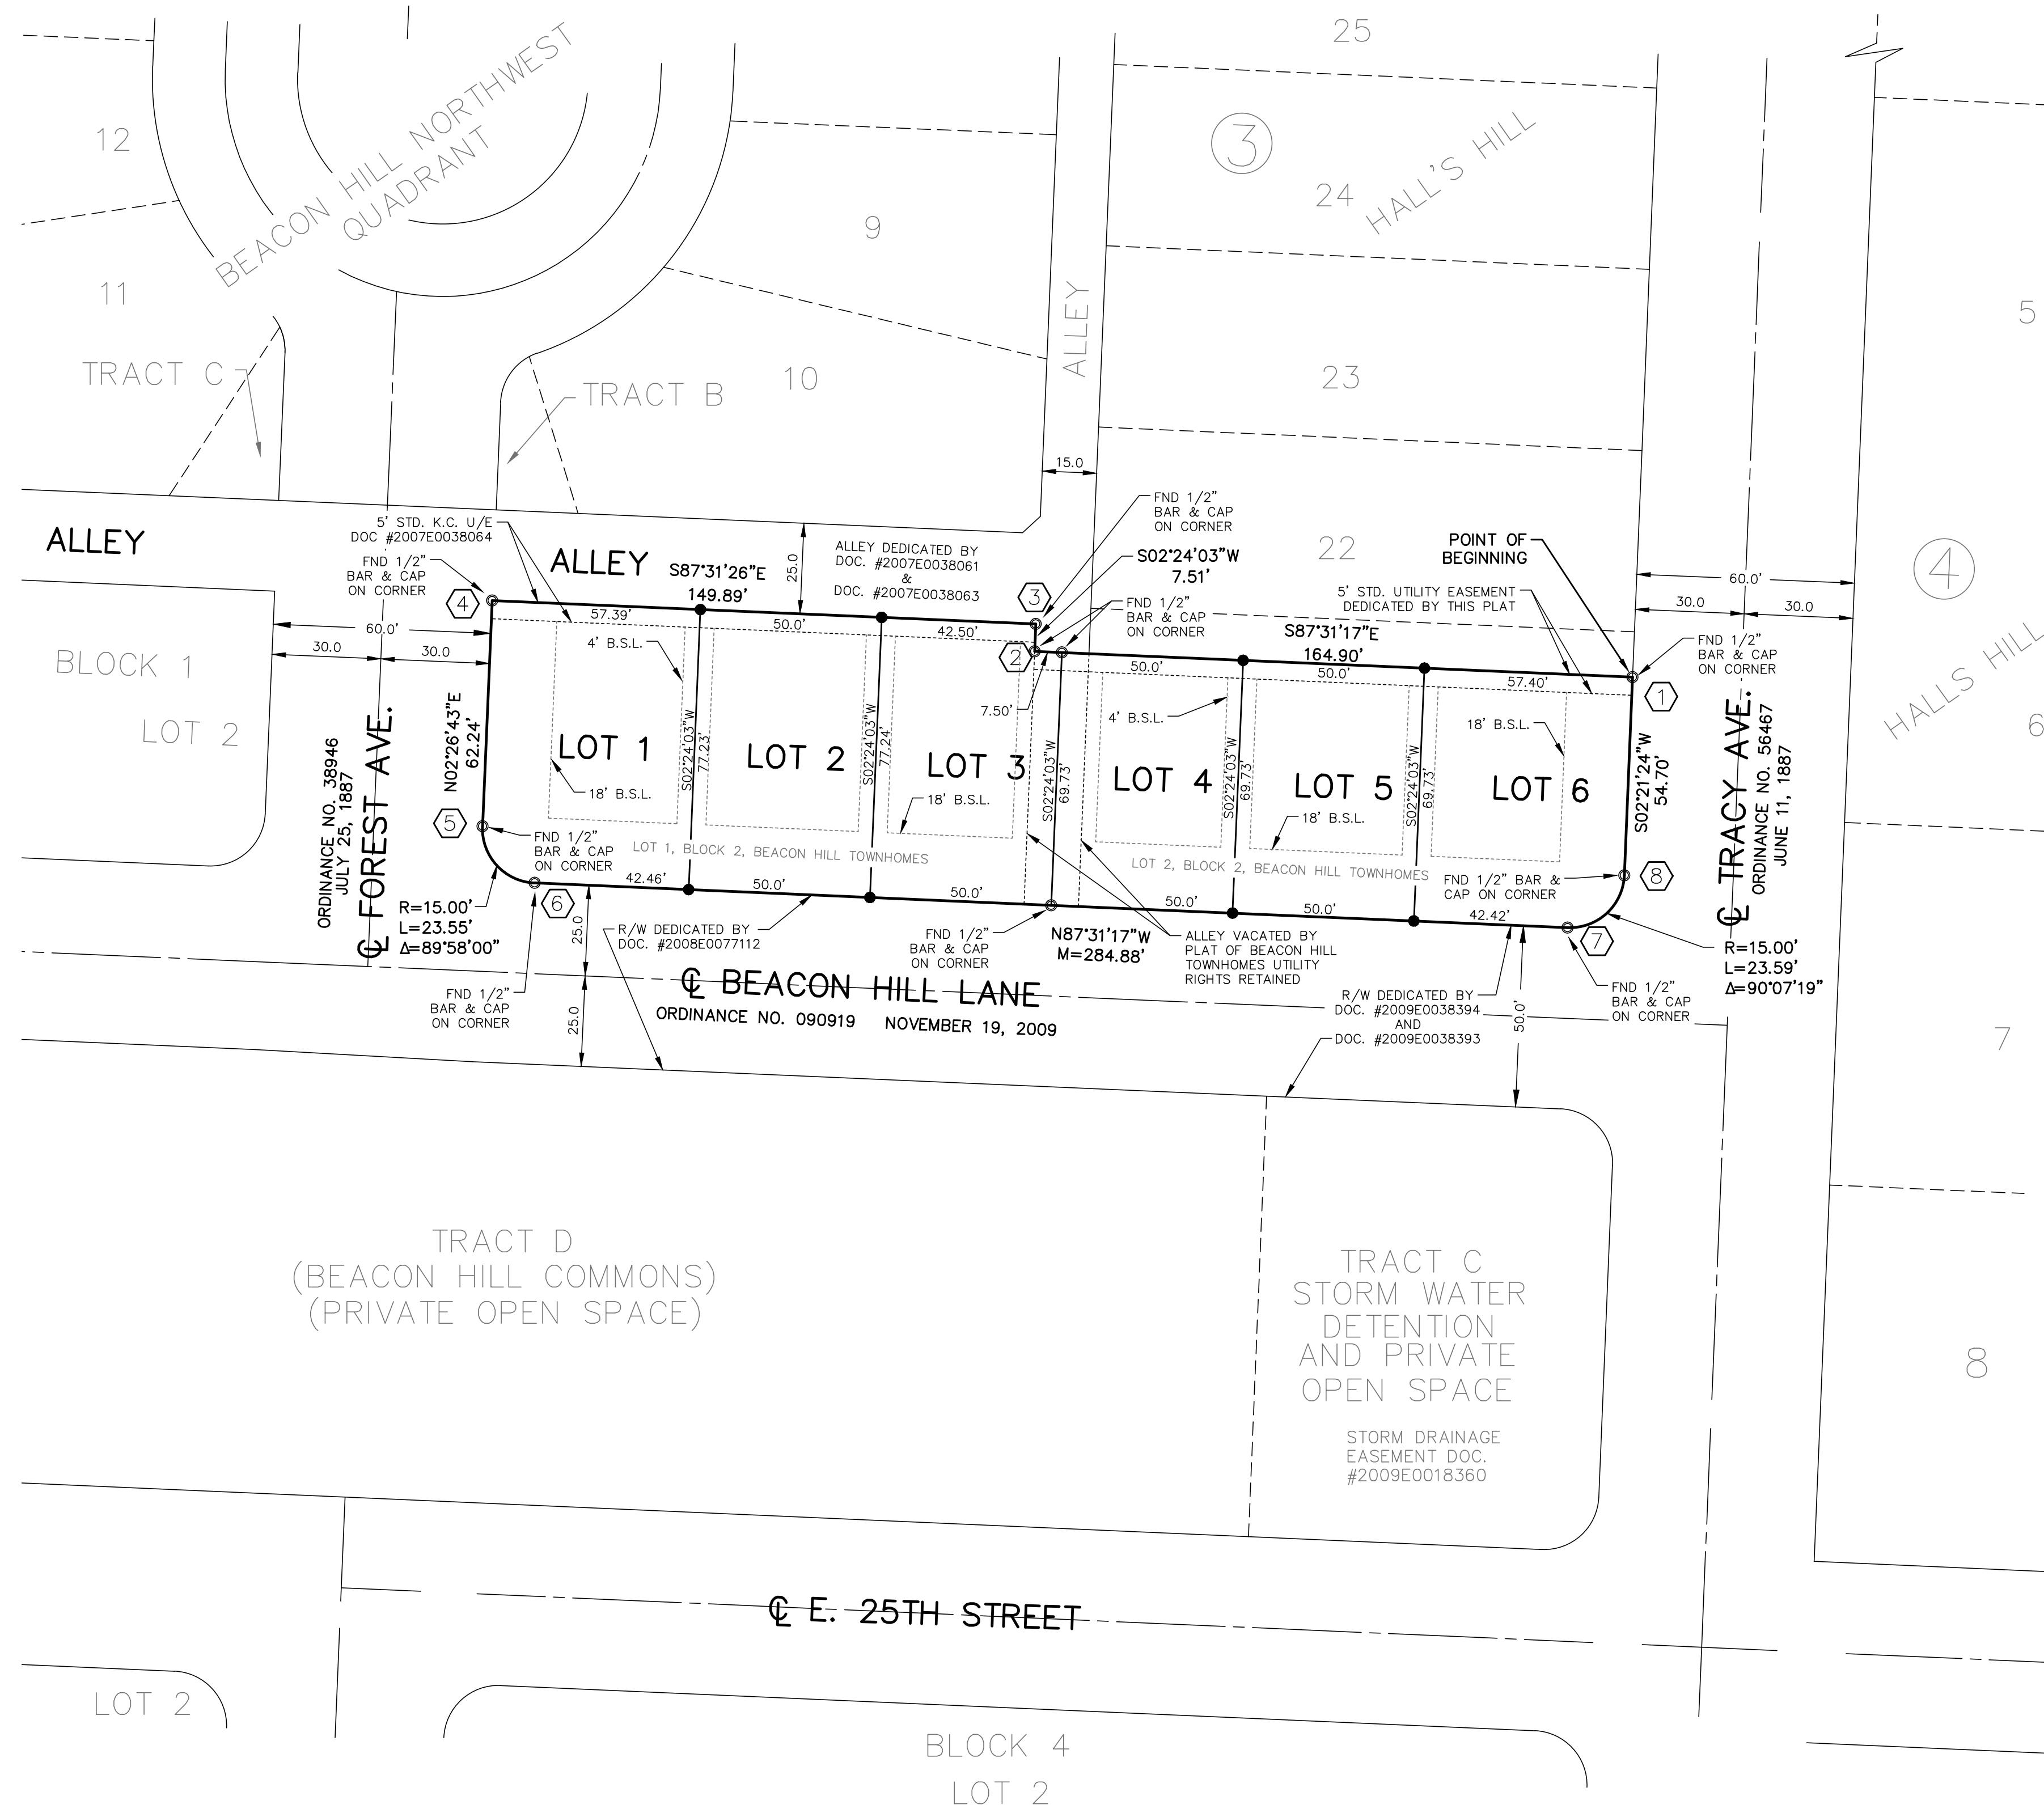 25
12
BEACON HILL NORTHWEST
QUADRANT
3
24
HALL'S HILL
9
11
ALLEY
5
TRACT C
TRACT B
10
23
15.0
ALLEY
5' STD. K.C. U/E
DOC #2007E0038064
FND 1/2"
BAR & CAP
ON CORNER
4
ALLEY
S87°31'26"E
149.89'
25.0
ALLEY DEDICATED BY
DOC. #2007E0038061
&
DOC. #2007E0038063
FND 1/2"
BAR & CAP
ON CORNER
S02°24'03"W
7.51'
3
FND 1/2"
BAR & CAP
ON CORNER
2
22
POINT OF
BEGINNING
5' STD. UTILITY EASEMENT
DEDICATED BY THIS PLAT
S87°31'17"E
164.90'
4
60.0'
30.0
30.0
FND 1/2"
BAR & CAP
ON CORNER
1
HALLS HILL
6
60.0'
30.0
30.0
57.39'
50.0'
42.50'
50.0'
50.0'
57.40'
BLOCK 1
LOT 2
4' B.S.L.
7.50'
4' B.S.L.
18' B.S.L.
N02°26'43"E
62.24'
LOT 1
S02°24'03"W
77.23'
LOT 2
S02°24'03"W
77.24'
LOT 3
S02°24'03"W
69.73'
LOT 4
S02°24'03"W
69.73'
LOT 5
S02°24'03"W
69.73'
LOT 6
S02°21'24"W
54.70'
18' B.S.L.
18' B.S.L.
18' B.S.L.
ORDINANCE NO. 38946
JULY 25, 1887
℄ FOREST AVE.
℄ TRACY AVE.
ORDINANCE NO. 56467
JUNE 11, 1887
5
FND 1/2"
BAR & CAP
ON CORNER
LOT 1, BLOCK 2, BEACON HILL TOWNHOMES
LOT 2, BLOCK 2, BEACON HILL TOWNHOMES
FND 1/2" BAR &
CAP ON CORNER
8
42.46'
50.0'
50.0'
50.0'
50.0'
42.42'
6
R=15.00'
L=23.55'
Δ=89°58'00"
25.0
R/W DEDICATED BY
DOC. #2008E0077112
FND 1/2"
BAR & CAP
ON CORNER
N87°31'17"W
M=284.88'
ALLEY VACATED BY
PLAT OF BEACON HILL
TOWNHOMES UTILITY
RIGHTS RETAINED
7
R=15.00'
L=23.59'
Δ=90°07'19"
FND 1/2"
BAR & CAP
ON CORNER
25.0
℄ BEACON HILL LANE
ORDINANCE NO. 090919 NOVEMBER 19, 2009
R/W DEDICATED BY
DOC. #2009E0038394
AND
DOC. #2009E0038393
50.0'
FND 1/2"
BAR & CAP
ON CORNER
7
TRACT D
(BEACON HILL COMMONS)
(PRIVATE OPEN SPACE)
TRACT C
STORM WATER
DETENTION
AND PRIVATE
OPEN SPACE
STORM DRAINAGE
EASEMENT DOC.
#2009E0018360
8
℄ E. 25TH STREET
LOT 2
BLOCK 4
LOT 2